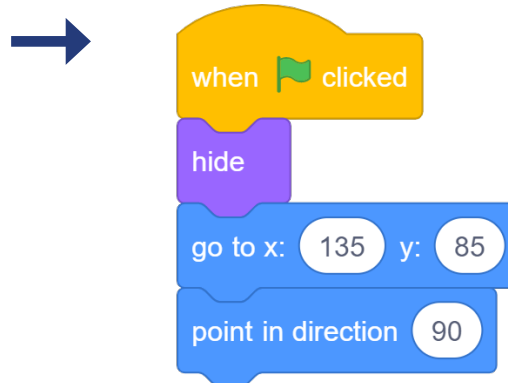 when clicked
hide
go to x: 135 y: 85
point in direction 90